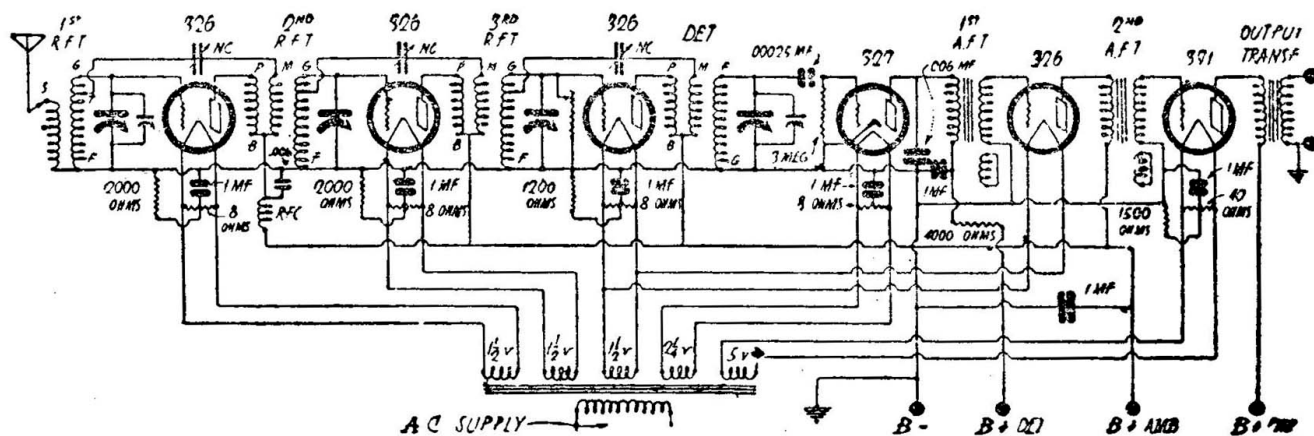 1ST R.F.T
326
NC
2ND R.F.T
326
NC
3RD R.F.T
326
NC
DET
.00025 MF
327
.006 MF
1ST A.F.T
326
2ND A.F.T
371
OUTPUT TRANSF
S
G
F
P
B
M
G
F
P
B
M
G
F
P
B
M
F
G
3 MEG
2000 OHMS
1 MF
8 OHMS
.006
RFC
2000 OHMS
1 MF
8 OHMS
1200 OHMS
1 MF
8 OHMS
1 MF
8 OHMS
1 MF
4000 OHMS
1500 OHMS
1 MF
40 OHMS
1 MF
1½ V
1½ V
1½ V
2¼ V
5 V
A C SUPPLY
B-
B+ DET
B+ AMB